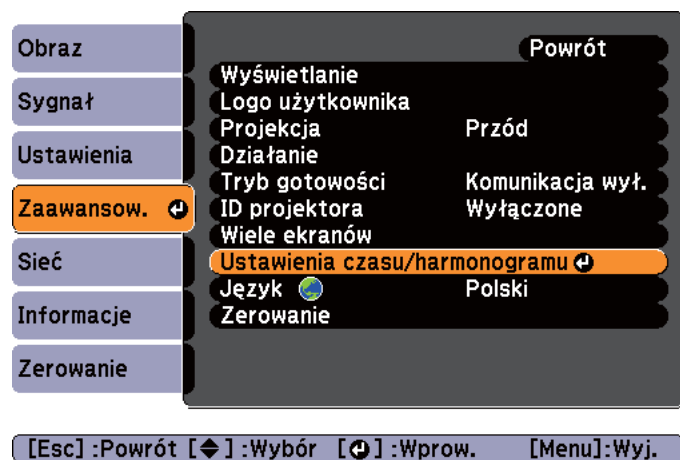 Obraz
Sygnał
Ustawienia
Zaawansow.
Sieć
Informacje
Zerowanie
Powrót
Wyświetlanie
Logo użytkownika
Projekcja Przód
Działanie
Tryb gotowości Komunikacja wył.
ID projektora Wyłączone
Wiele ekranów
Ustawienia czasu/harmonogramu
Język Polski
Zerowanie
[Esc] :Powrót [◆] :Wybór [⏎] :Wprow. [Menu]:Wyj.